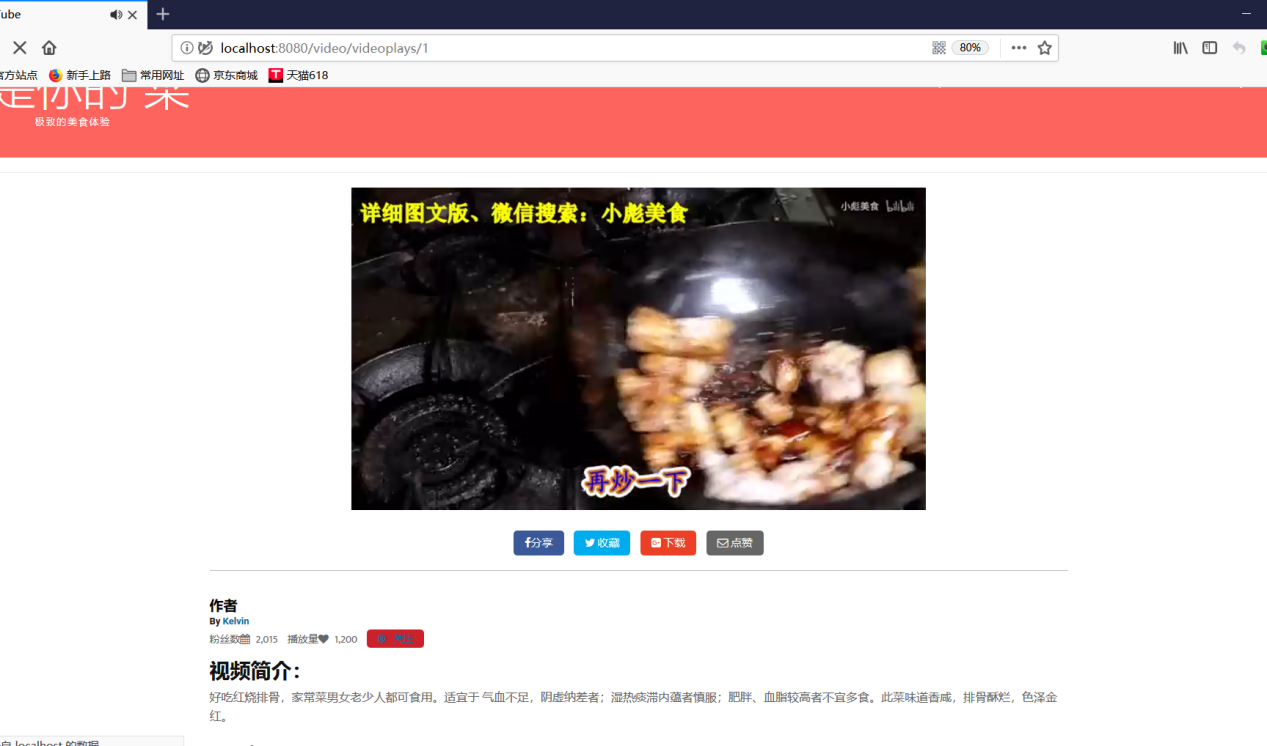 ube
localhost:8080/video/videoplays/1
80%
官方站点 新手上路 常用网址 京东商城 天猫618
是你的 菜
极致的美食体验
详细图文版、微信搜索：小彪美食
小彪美食 bilibili
再炒一下
分享 收藏 下载 点赞
作者
By Kelvin
粉丝数 2,015 播放量 1,200
视频简介：
好吃红烧排骨，家常菜男女老少人都可食用。适宜于 气血不足，阴虚纳差者；湿热痰滞内蕴者慎服；肥胖、血脂较高者不宜多食。此菜味道香咸，排骨酥烂，色泽金
红。
自 localhost 的数据